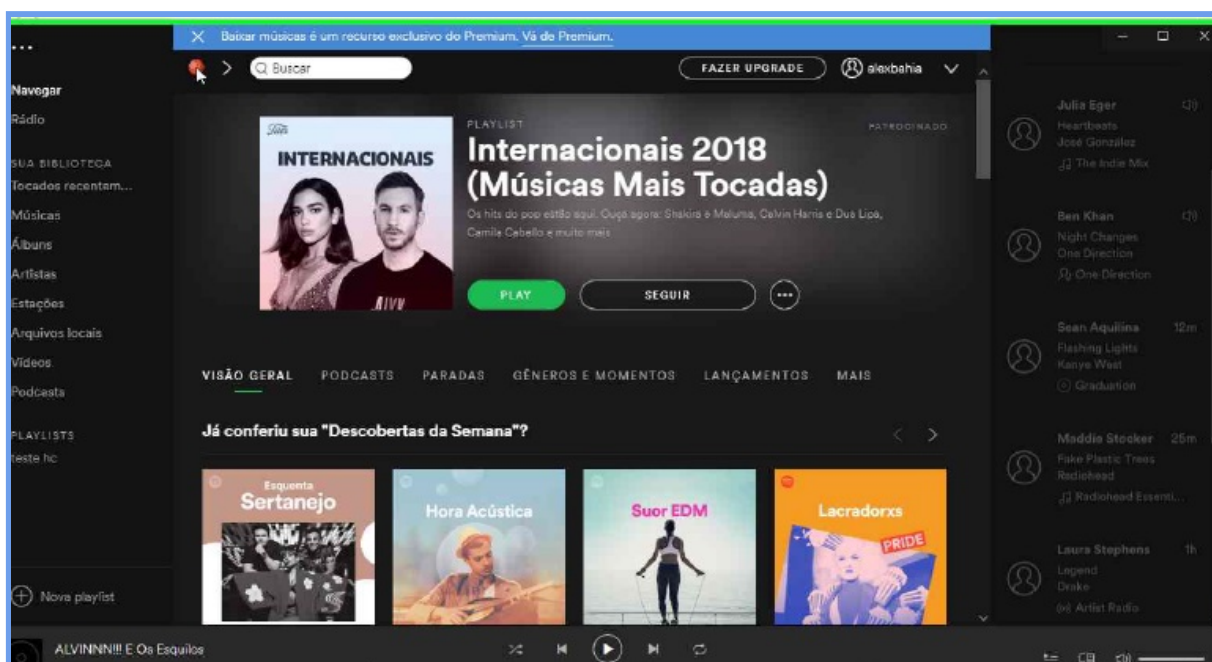 Baixar músicas é um recurso exclusivo do Premium. Vá de Premium.
Buscar
FAZER UPGRADE
alexbahia
Navegar
Rádio
SUA BIBLIOTECA
Tocados recentem...
Músicas
Álbuns
Artistas
Estações
Arquivos locais
Vídeos
Podcasts
PLAYLISTS
teste hc
Nova playlist
INTERNACIONAIS
PLAYLIST
PATROCINADO
Internacionais 2018
(Músicas Mais Tocadas)
Os hits do pop estão aqui. Ouça agora: Shakira e Maluma, Calvin Harris e Dua Lipa,
Camila Cabello e muito mais
PLAY
SEGUIR
VISÃO GERAL
PODCASTS
PARADAS
GÊNEROS E MOMENTOS
LANÇAMENTOS
MAIS
Já conferiu sua "Descobertas da Semana"?
Esquenta
Sertanejo
Hora Acústica
Suor EDM
Lacradorxs
PRIDE
Julia Eger
Heartbeats
José González
The Indie Mix
Ben Khan
Night Changes
One Direction
One Direction
Sean Aquilina 12m
Flashing Lights
Kanye West
Graduation
Maddie Stocker 25m
Fake Plastic Trees
Radiohead
Radiohead Essenti...
Laura Stephens 1h
Legend
Drake
Artist Radio
ALVINNN!!! E Os Esquilos